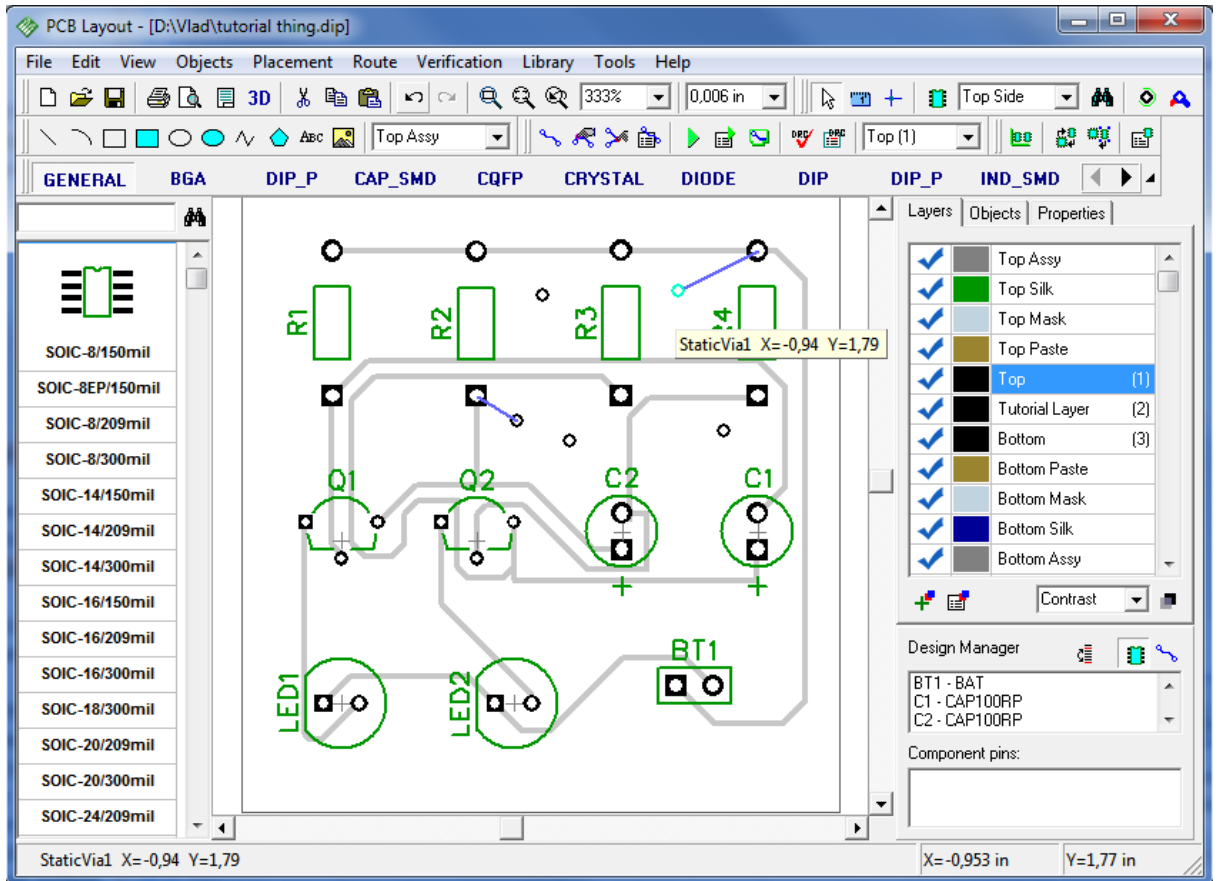 PCB Layout - [D:\Vlad\tutorial thing.dip]
File Edit View Objects Placement Route Verification Library Tools Help
3D 333% 0,006 in Top Side
ABC Top Assy DRC DRC Top (1)
GENERAL BGA DIP_P CAP_SMD CQFP CRYSTAL DIODE DIP DIP_P IND_SMD
SOIC-8/150mil
SOIC-8EP/150mil
SOIC-8/209mil
SOIC-8/300mil
SOIC-14/150mil
SOIC-14/209mil
SOIC-14/300mil
SOIC-16/150mil
SOIC-16/209mil
SOIC-16/300mil
SOIC-18/300mil
SOIC-20/209mil
SOIC-20/300mil
SOIC-24/209mil
R1 R2 R3 R4
StaticVia1 X=-0,94 Y=1,79
Q1 Q2 C2 C1
+ +
BT1
LED1 LED2
Layers Objects Properties
Top Assy
Top Silk
Top Mask
Top Paste
Top (1)
Tutorial Layer (2)
Bottom (3)
Bottom Paste
Bottom Mask
Bottom Silk
Bottom Assy
Contrast
Design Manager
BT1 - BAT
C1 - CAP100RP
C2 - CAP100RP
Component pins:
StaticVia1 X=-0,94 Y=1,79 X=-0,953 in Y=1,77 in